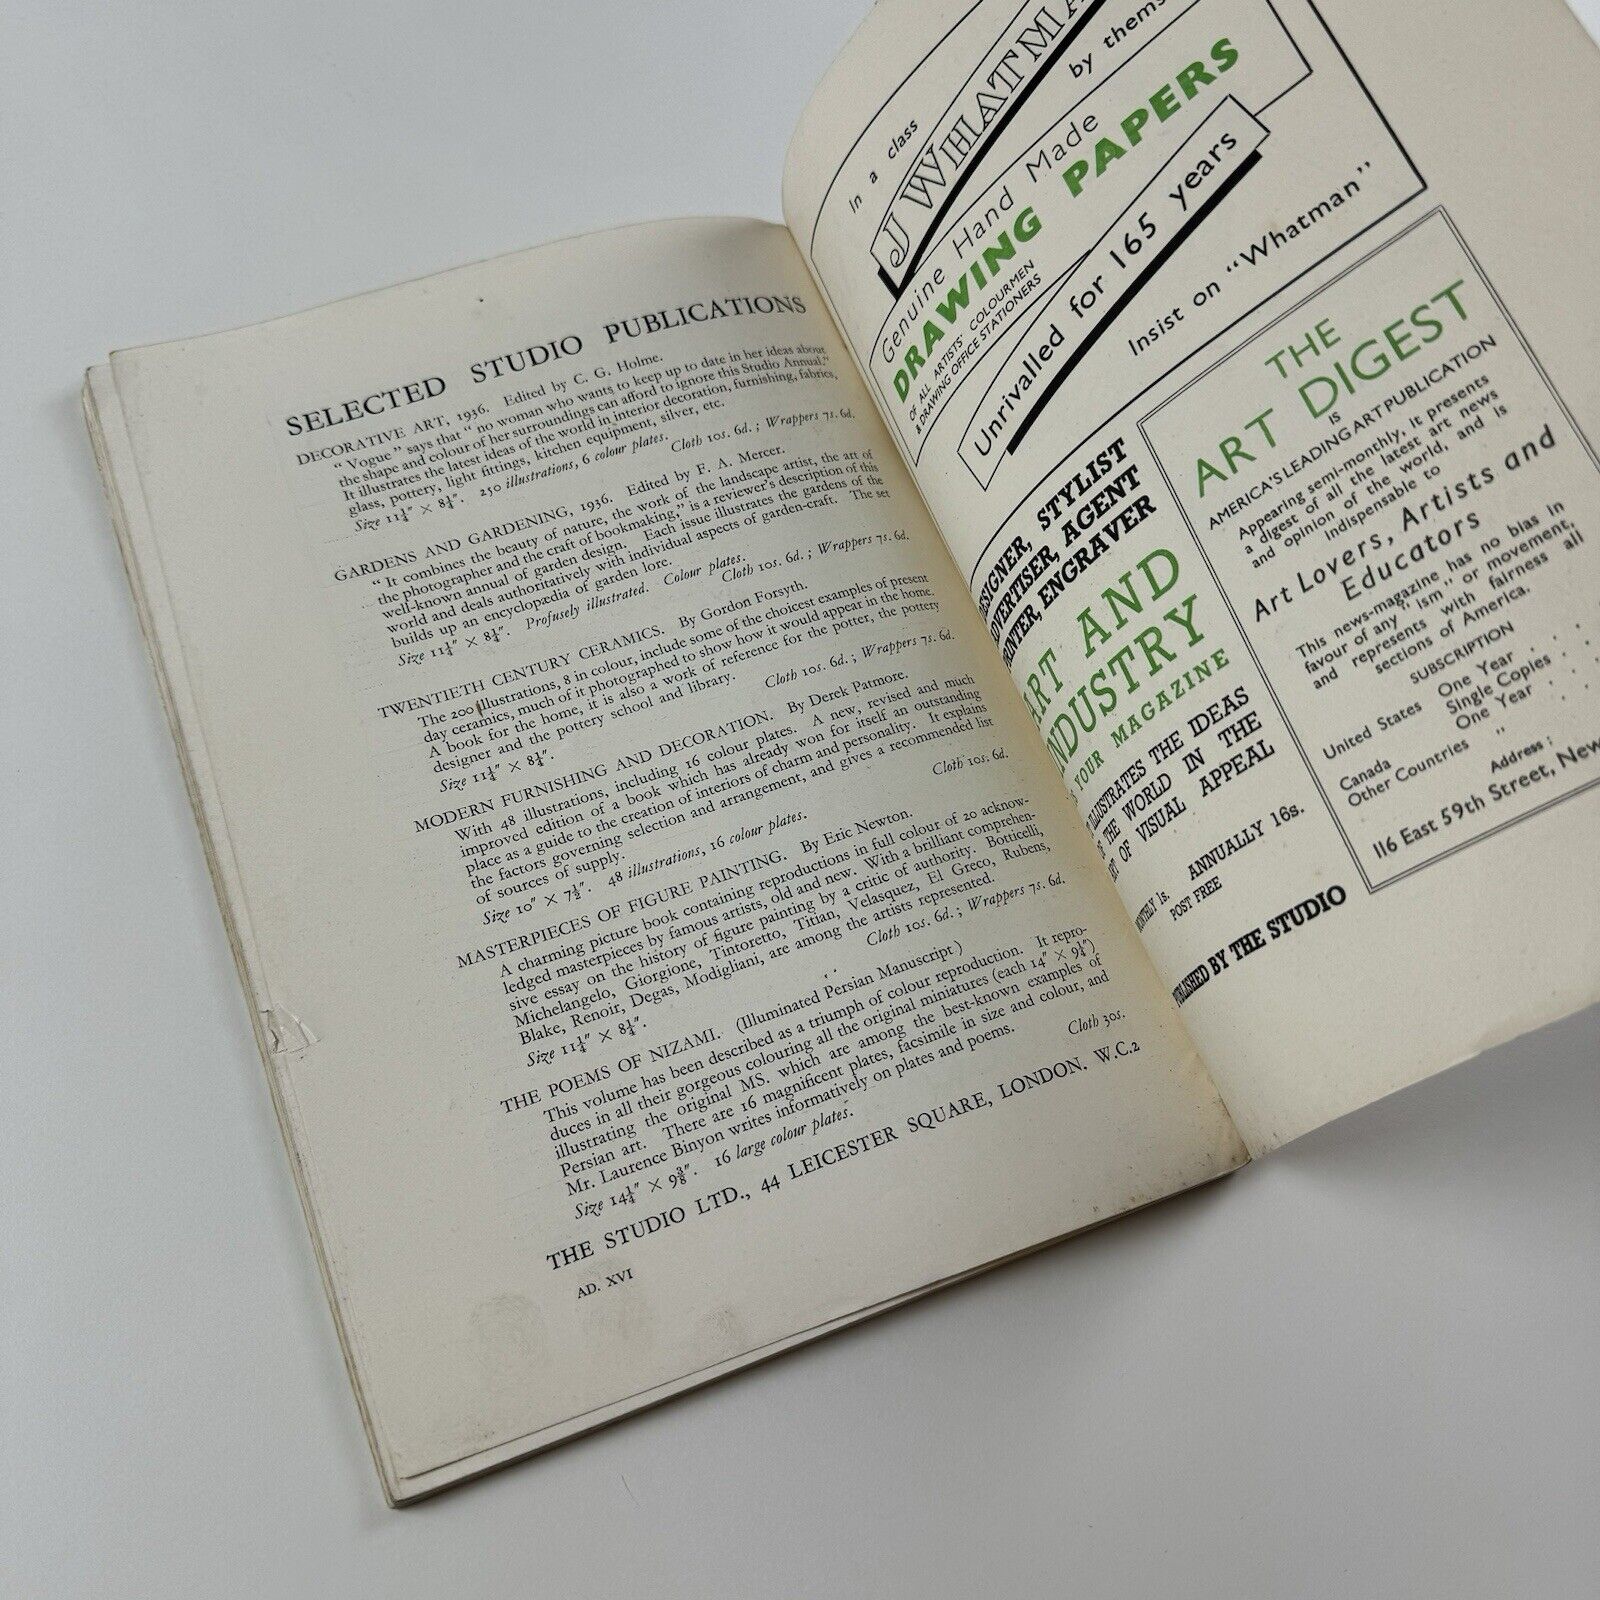 SELECTED STUDIO PUBLICATIONS
DECORATIVE ART, 1936. Edited by C. G. Holme.
"Vogue" says that "no woman who wants to keep up to date in her ideas about
the shape and colour of her surroundings can afford to ignore this Studio Annual."
It illustrates the latest ideas of the world in interior decoration, furnishing, fabrics,
glass, pottery, light fittings, kitchen equipment, silver, etc.
Size 11¼" × 8¼". 250 illustrations, 6 colour plates. Cloth 10s. 6d.; Wrappers 7s. 6d.
GARDENS AND GARDENING, 1936. Edited by F. A. Mercer.
"It combines the beauty of nature, the work of the landscape artist, the art of
the photographer and the craft of bookmaking," is a reviewer's description of this
well-known annual of garden design. Each issue illustrates the gardens of the
world and deals authoritatively with individual aspects of garden-craft. The set
builds up an encyclopædia of garden lore.
Size 11¼" × 8¼". Profusely illustrated. Colour plates.
Cloth 10s. 6d.; Wrappers 7s. 6d.
TWENTIETH CENTURY CERAMICS. By Gordon Forsyth.
The 200 illustrations, 8 in colour, include some of the choicest examples of present
day ceramics, much of it photographed to show how it would appear in the home.
A book for the home, it is also a work of reference for the potter, the pottery
designer and the pottery school and library.
Size 11¼" × 8¼". Cloth 10s. 6d.; Wrappers 7s. 6d.
MODERN FURNISHING AND DECORATION. By Derek Patmore.
With 48 illustrations, including 16 colour plates. A new, revised and much
improved edition of a book which has already won for itself an outstanding
place as a guide to the creation of interiors of charm and personality. It explains
the factors governing selection and arrangement, and gives a recommended list
of sources of supply.
Size 10" × 7½". 48 illustrations, 16 colour plates. Cloth 10s. 6d.
MASTERPIECES OF FIGURE PAINTING. By Eric Newton.
A charming picture book containing reproductions in full colour of 20 acknow-
ledged masterpieces by famous artists, old and new. With a brilliant comprehen-
sive essay on the history of figure painting by a critic of authority. Botticelli,
Michelangelo, Giorgione, Tintoretto, Titian, Velasquez, El Greco, Rubens,
Blake, Renoir, Degas, Modigliani, are among the artists represented.
Size 11¼" × 8¼". Cloth 10s. 6d.; Wrappers 7s. 6d.
THE POEMS OF NIZAMI. (Illuminated Persian Manuscript)
This volume has been described as a triumph of colour reproduction. It repro-
duces in all their gorgeous colouring all the original miniatures (each 14" × 9¼")
illustrating the original MS. which are among the best-known examples of
Persian art. There are 16 magnificent plates, facsimile in size and colour, and
Mr. Laurence Binyon writes informatively on plates and poems.
Size 14¼" × 9⅜". 16 large colour plates. Cloth 30s.
THE STUDIO LTD., 44 LEICESTER SQUARE, LONDON, W.C.2
AD. XVI
In a class by
J WHATMA
Genuine Hand Made
DRAWING PAPERS
OF ALL ARTISTS' COLOURMEN
& DRAWING OFFICE STATIONERS
Unrivalled for 165 years
Insist on "Whatman"
STYLIST
AGENT
ENGRAVER
AND
YOUR MAGAZINE
THE IDEAS
THE WORLD IN THE
OF VISUAL APPEAL
1s. ANNUALLY 16s.
POST FREE
BY THE STUDIO
THE
ART DIGEST
IS
AMERICA'S LEADING ART PUBLICATION
Appearing semi-monthly, it presents
a digest of all the latest art news
and opinion of the world, and is
indispensable to
Art Lovers, Artists and
Educators
This news-magazine has no bias in
favour of any "ism" or movement,
and represents with fairness all
sections of America.
SUBSCRIPTION
United States One Year . .
Single Copies . .
Canada One Year . .
Other Countries " .
Address:
116 East 59th Street,